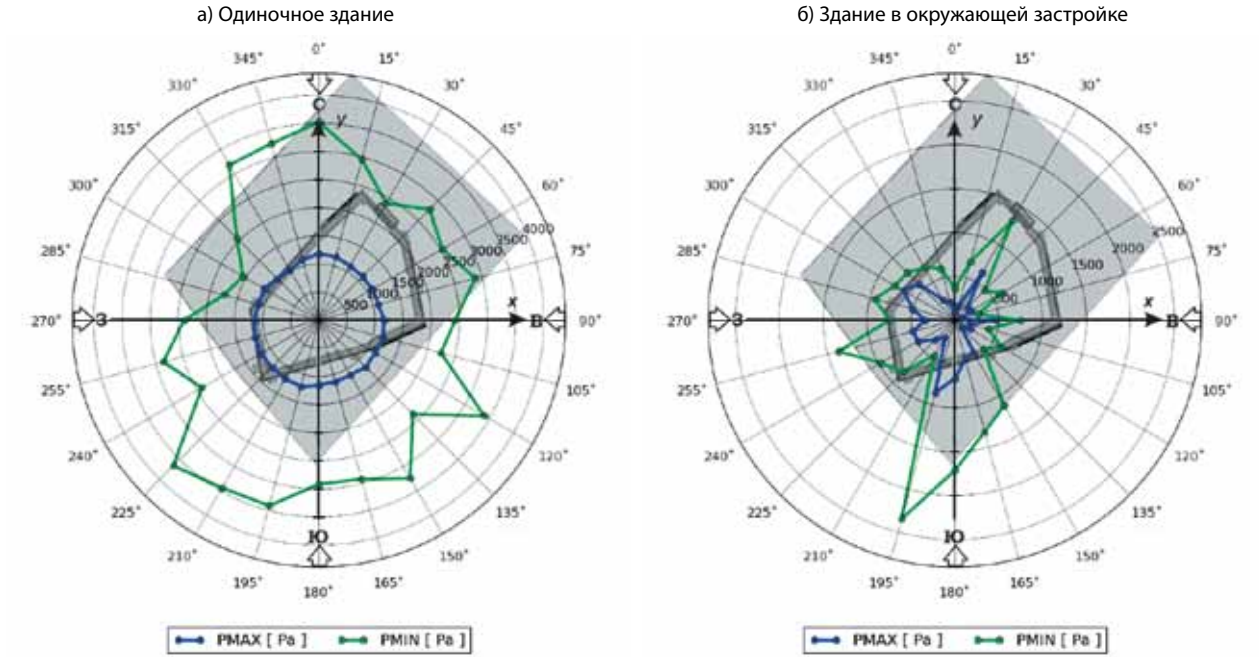 а) Одиночное здание
б) Здание в окружающей застройке
0˚
345˚ 15˚
330˚ 30˚
315˚ 45˚
300˚ 60˚
285˚ 75˚
270˚ 90˚
255˚ 105˚
240˚ 120˚
225˚ 135˚
210˚ 150˚
195˚ 165˚
180˚
С
y
x
З
В
Ю
500
1000
1500
2000
2500
3000
3500
4000
PMAX [ Pa ] PMIN [ Pa ]
0˚
345˚ 15˚
330˚ 30˚
315˚ 45˚
300˚ 60˚
285˚ 75˚
270˚ 90˚
255˚ 105˚
240˚ 120˚
225˚ 135˚
210˚ 150˚
195˚ 165˚
180˚
С
y
x
З
В
Ю
500
1000
1500
2000
2500
PMAX [ Pa ] PMIN [ Pa ]